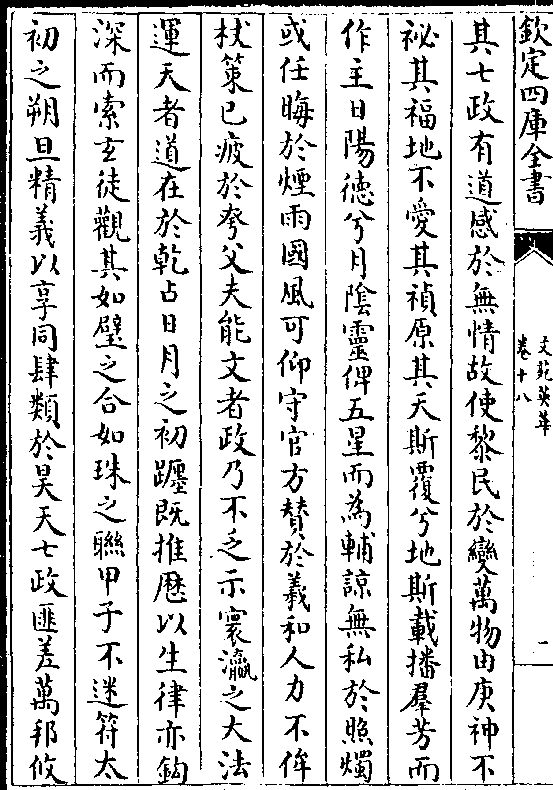 欽定四庫全書
文苑英華
卷十八
一
其七政有道感於無情故使黎民於變萬物由庚神不
祕其福地不愛其禎原其天斯覆兮地斯載播羣芳而
作主日陽德兮月陰靈俾五星而為輔諒無私於照燭
或任晦於煙雨國風可仰守官方賛於羲和人力不侔
杖策已疲於夸父夫能文者政乃不乏示寰瀛之大法
運天者道在於乾占日月之初躔既推厯以生律亦鈎
深而索𤣥徒觀其如璧之合如珠之聯甲子不迷符太
初之朔旦精義以享同肆類於昊天七政匪差萬邦攸